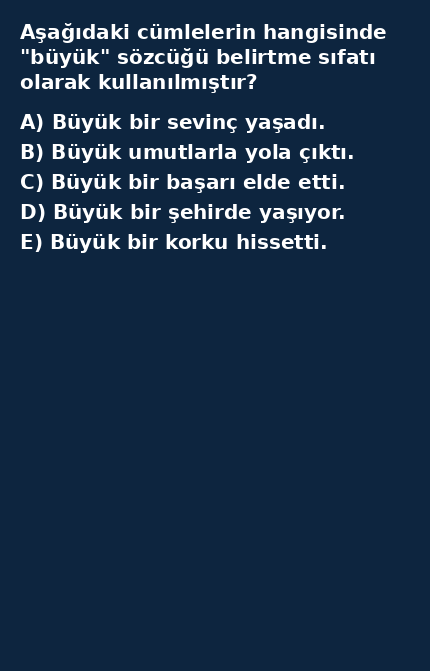 Aşağıdaki cümlelerin hangisinde
"büyük" sözcüğü belirtme sıfatı
olarak kullanılmıştır?
A) Büyük bir sevinç yaşadı.
B) Büyük umutlarla yola çıktı.
C) Büyük bir başarı elde etti.
D) Büyük bir şehirde yaşıyor.
E) Büyük bir korku hissetti.